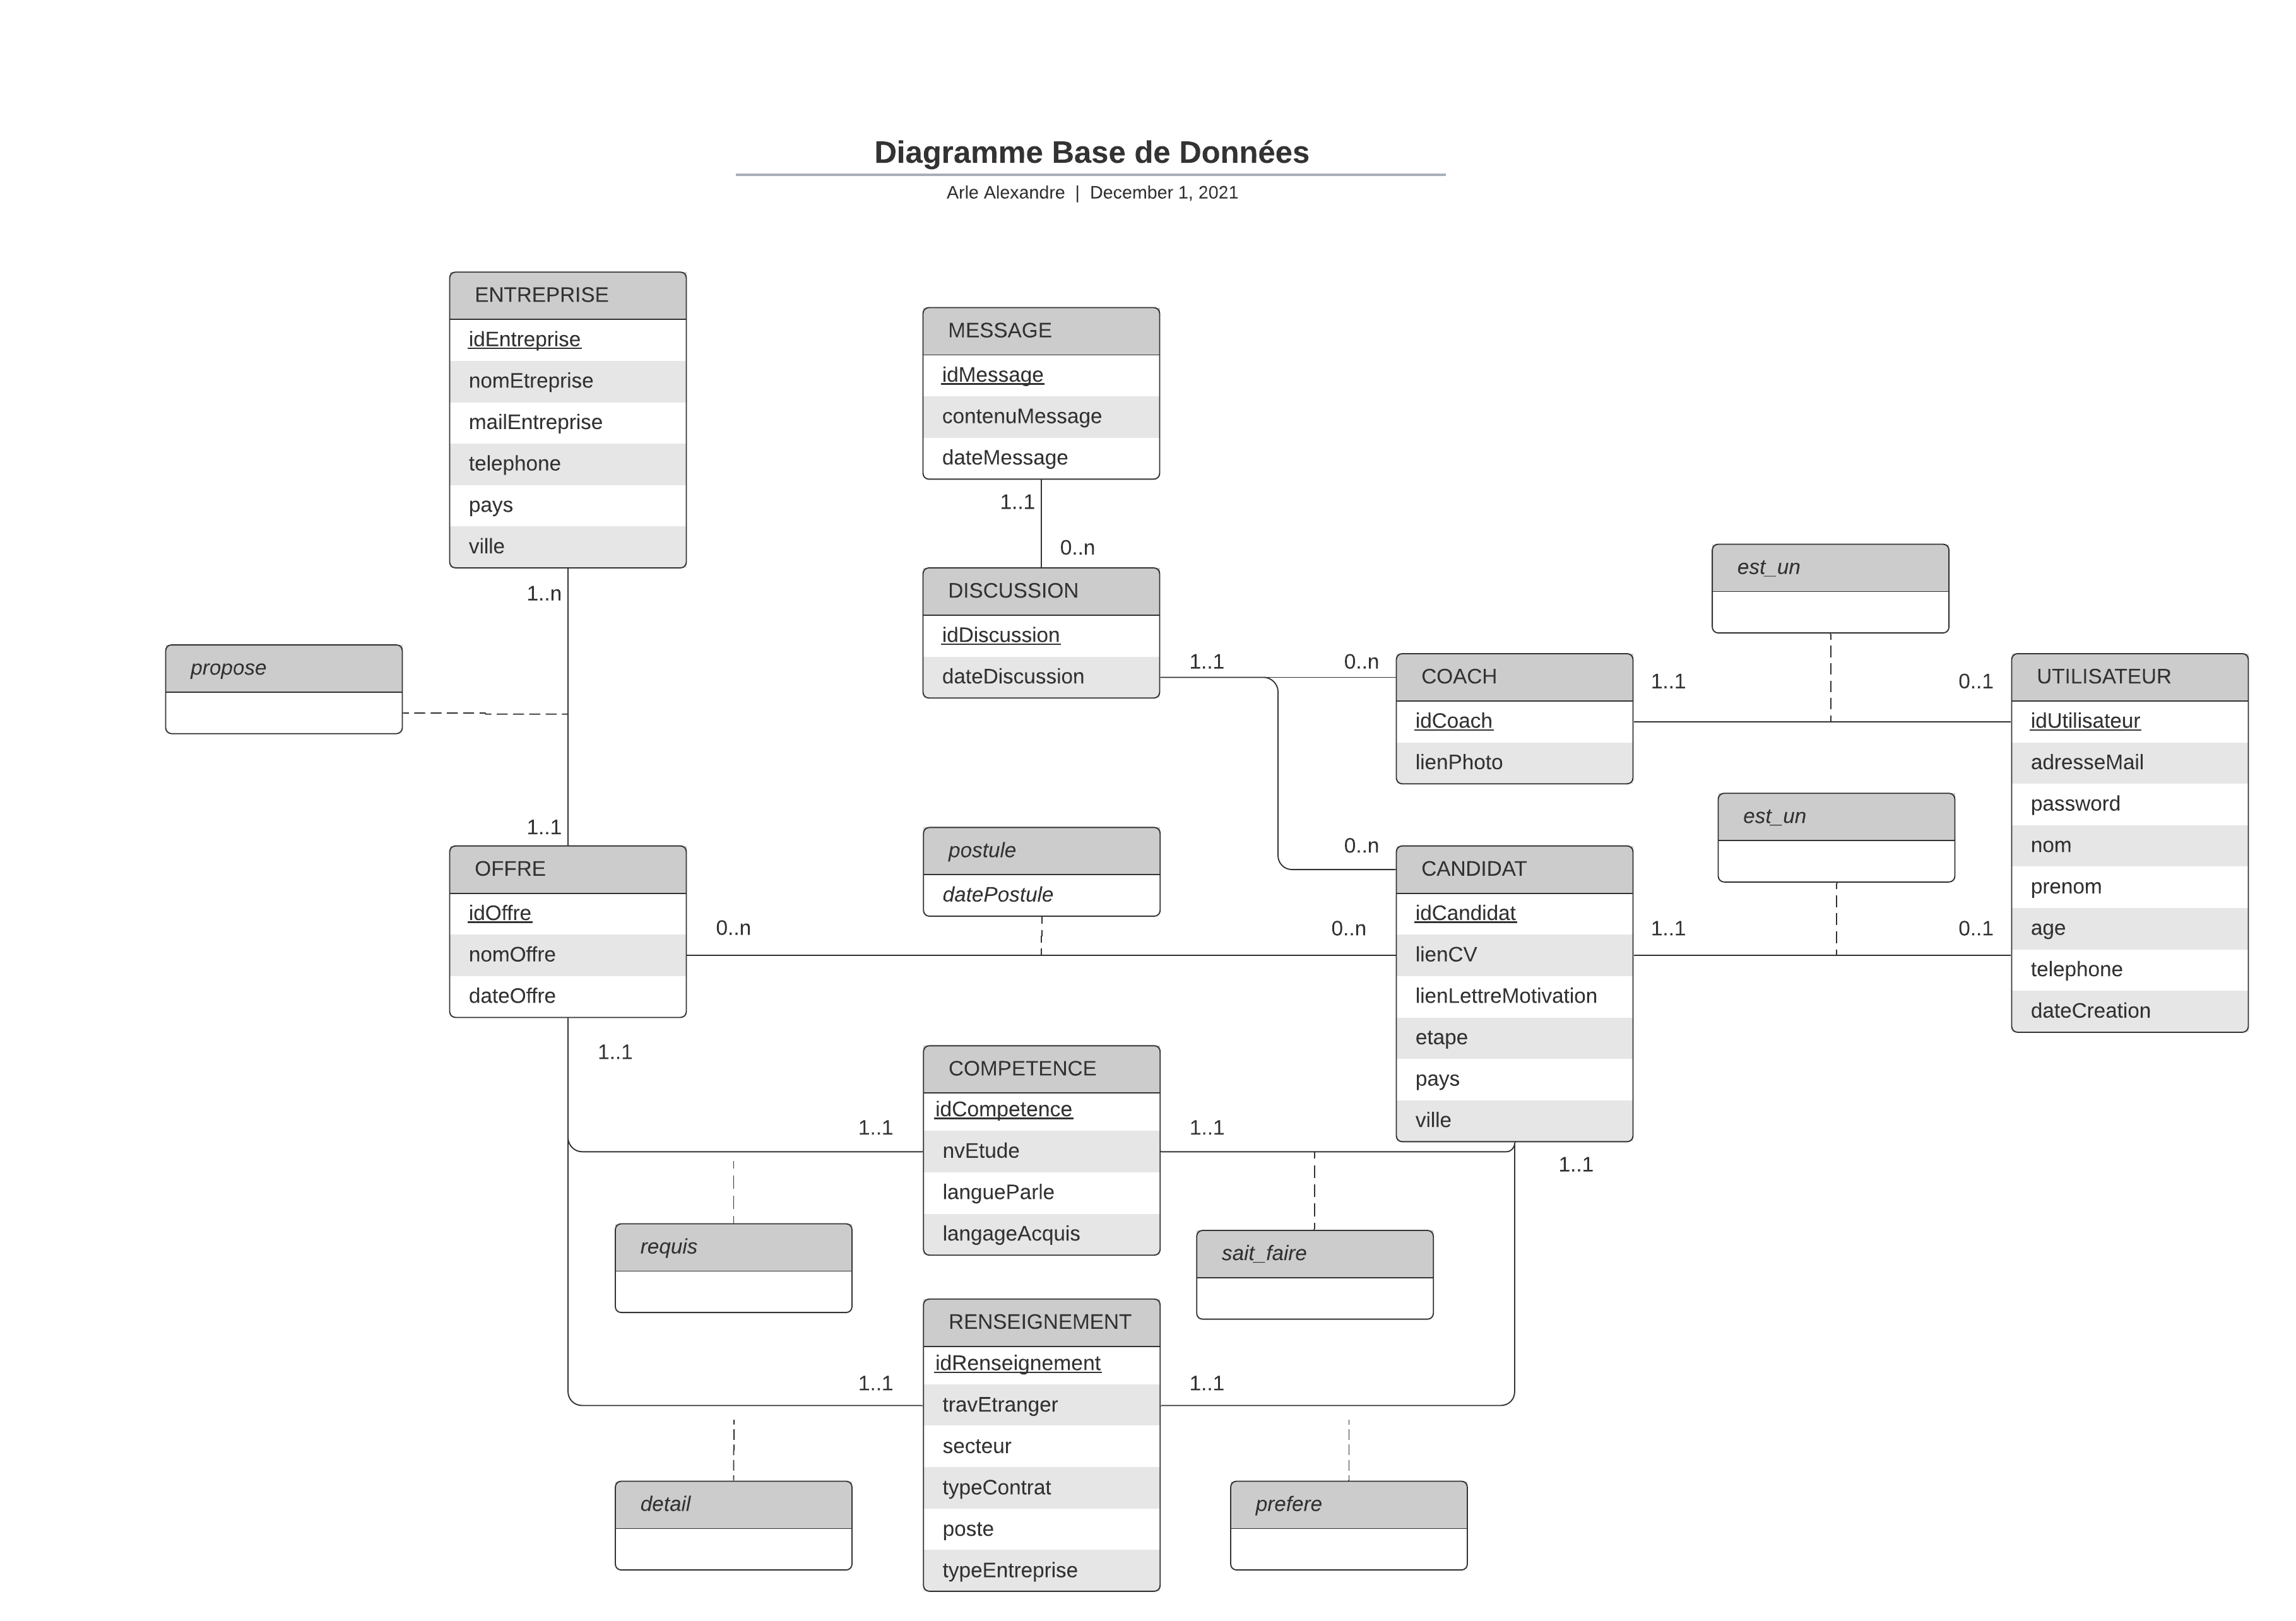 Diagramme Base de Données
Arle Alexandre | December 1, 2021
ENTREPRISE
idEntreprise
nomEtreprise
mailEntreprise
telephone
pays
ville
1..n
propose
1..1
MESSAGE
idMessage
contenuMessage
dateMessage
1..1
0..n
DISCUSSION
idDiscussion
dateDiscussion
1..1
0..n
0..n
COACH
idCoach
lienPhoto
1..1
est_un
0..1
UTILISATEUR
idUtilisateur
adresseMail
password
nom
prenom
age
telephone
dateCreation
est_un
1..1
0..1
OFFRE
idOffre
nomOffre
dateOffre
0..n
postule
datePostule
0..n
CANDIDAT
idCandidat
lienCV
lienLettreMotivation
etape
pays
ville
1..1
1..1
1..1
COMPETENCE
idCompetence
nvEtude
langueParle
langageAcquis
1..1
requis
sait_faire
1..1
RENSEIGNEMENT
idRenseignement
travEtranger
secteur
typeContrat
poste
typeEntreprise
1..1
detail
prefere